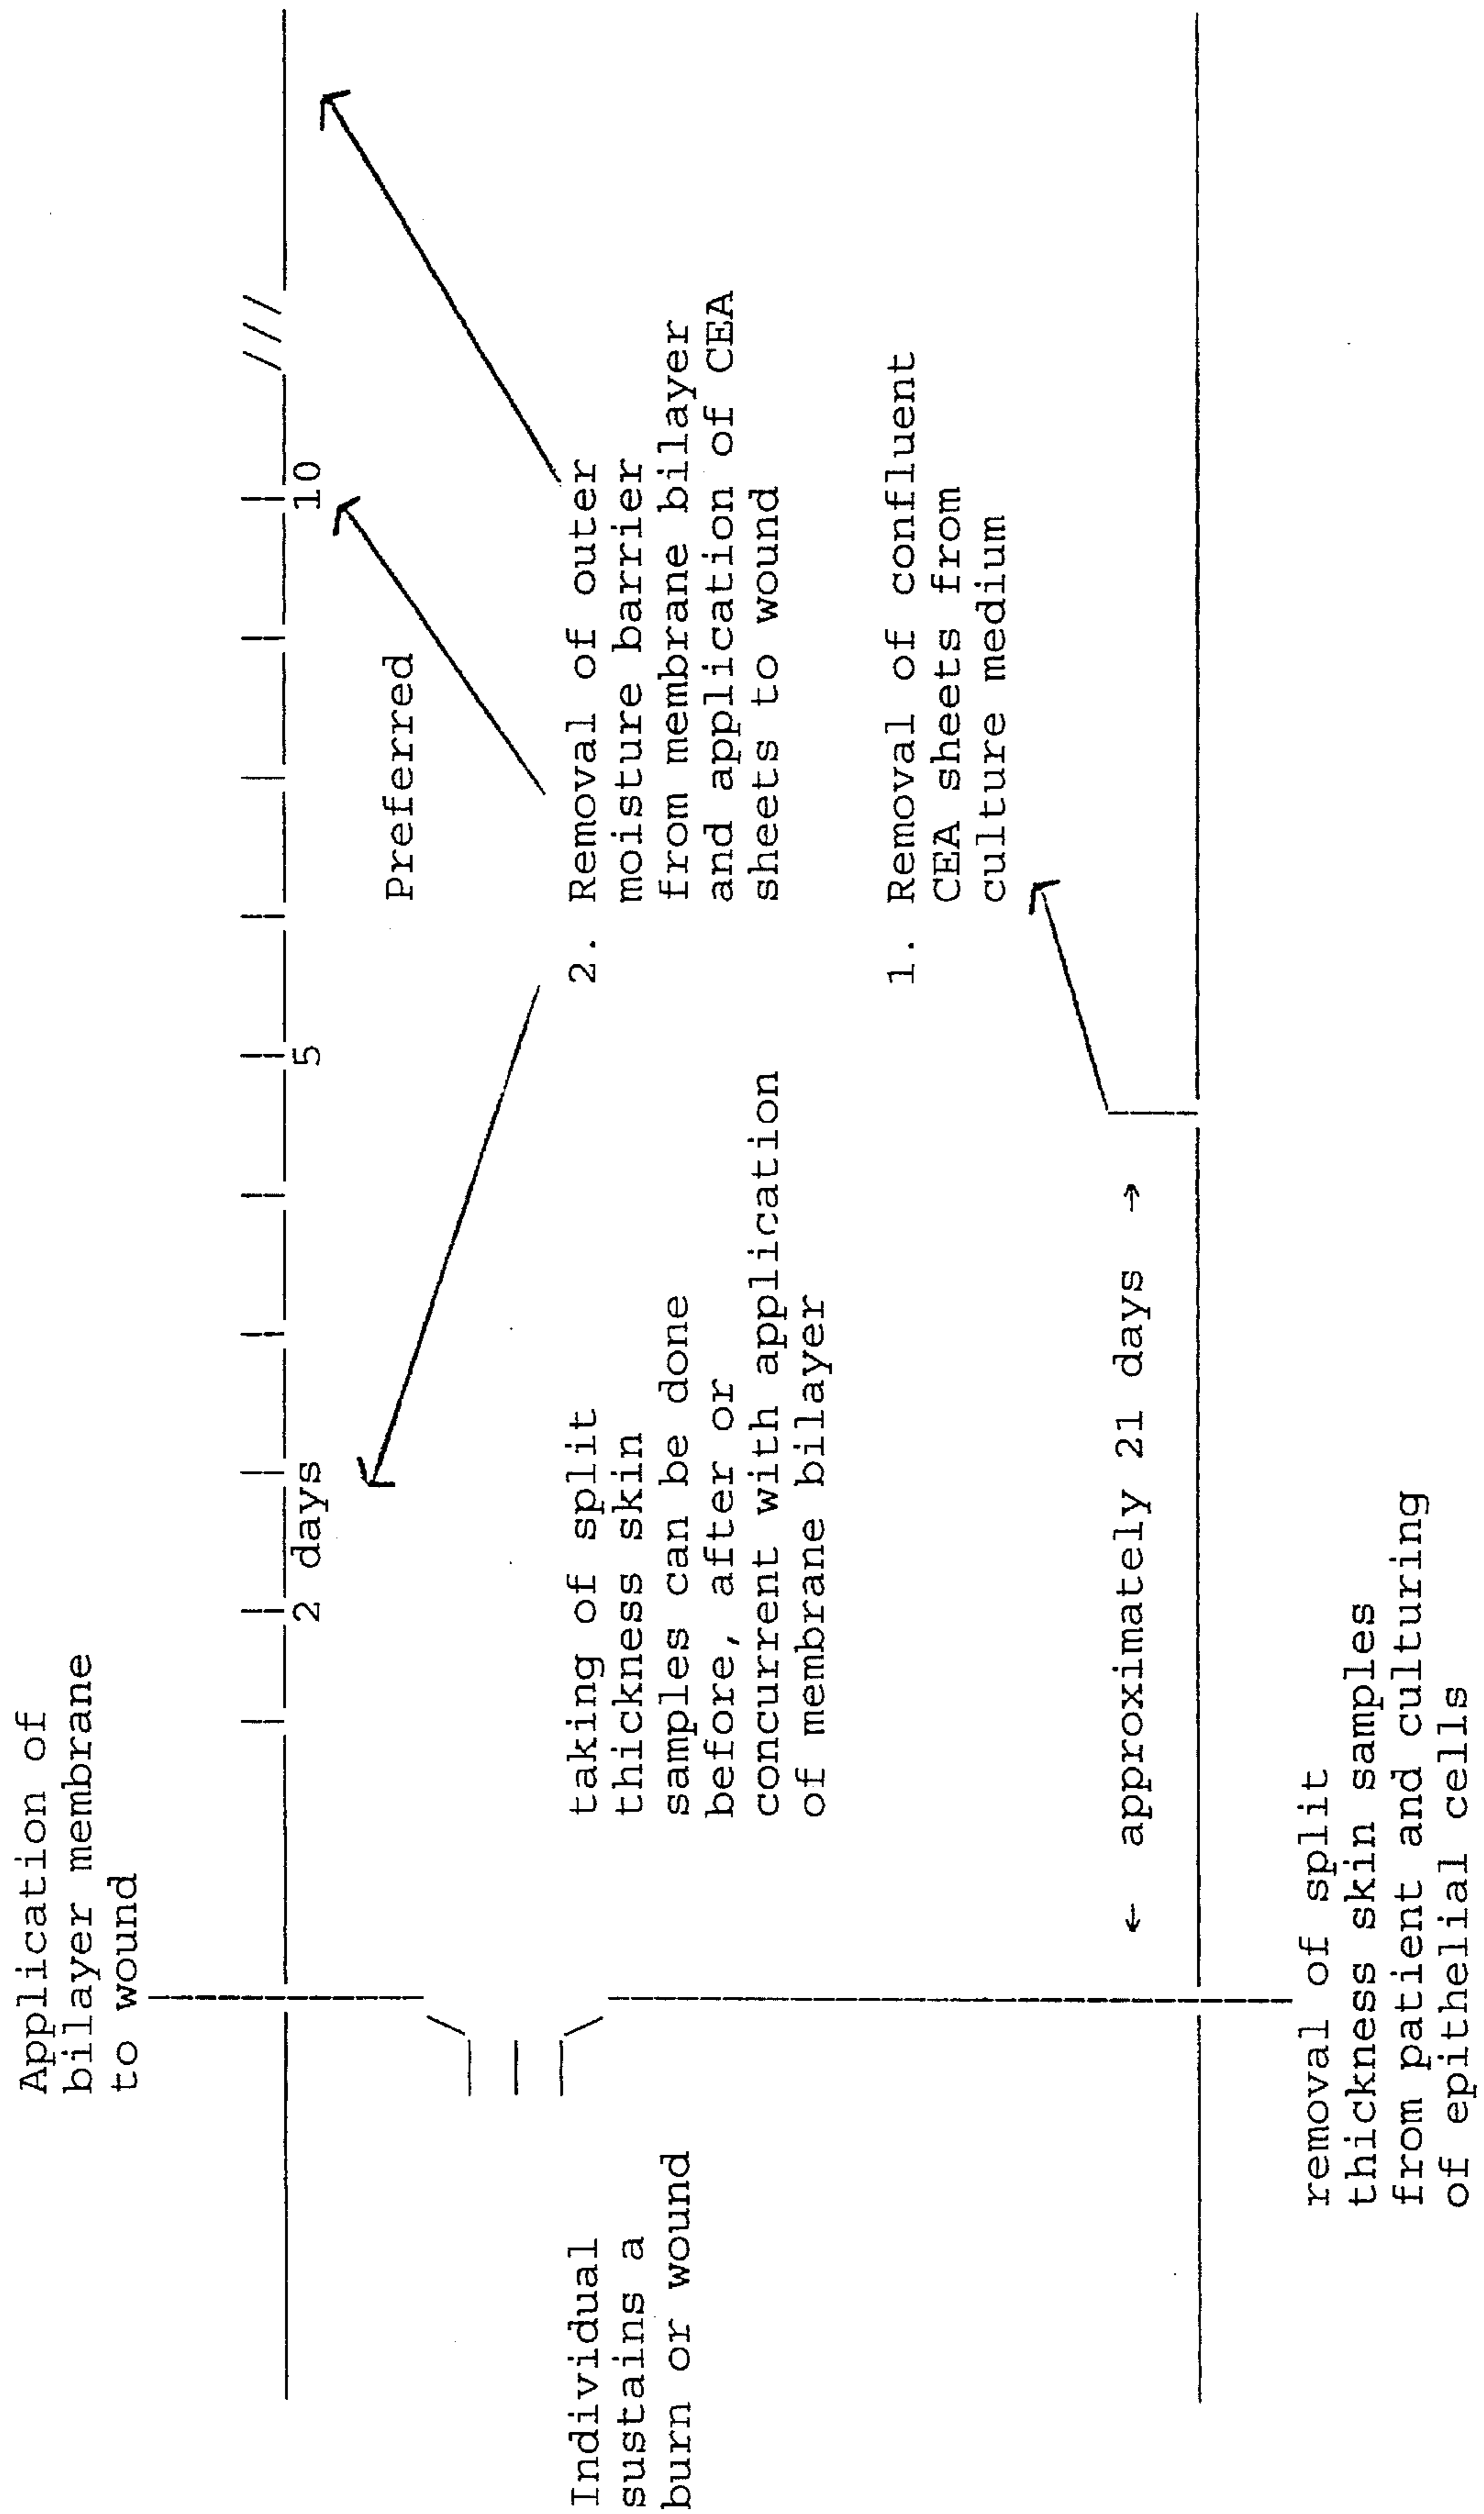 Application of
bilayer membrane
to wound
2 days
5
10
Preferred
Individual
sustains a
burn or wound
taking of split
thickness skin
samples can be done
before, after or
concurrent with application
of membrane bilayer
2. Removal of outer
moisture barrier
from membrane bilayer
and application of CEA
sheets to wound
1. Removal of confluent
CEA sheets from
culture medium
← approximately 21 days →
removal of split
thickness skin samples
from patient and culturing
of epithelial cells